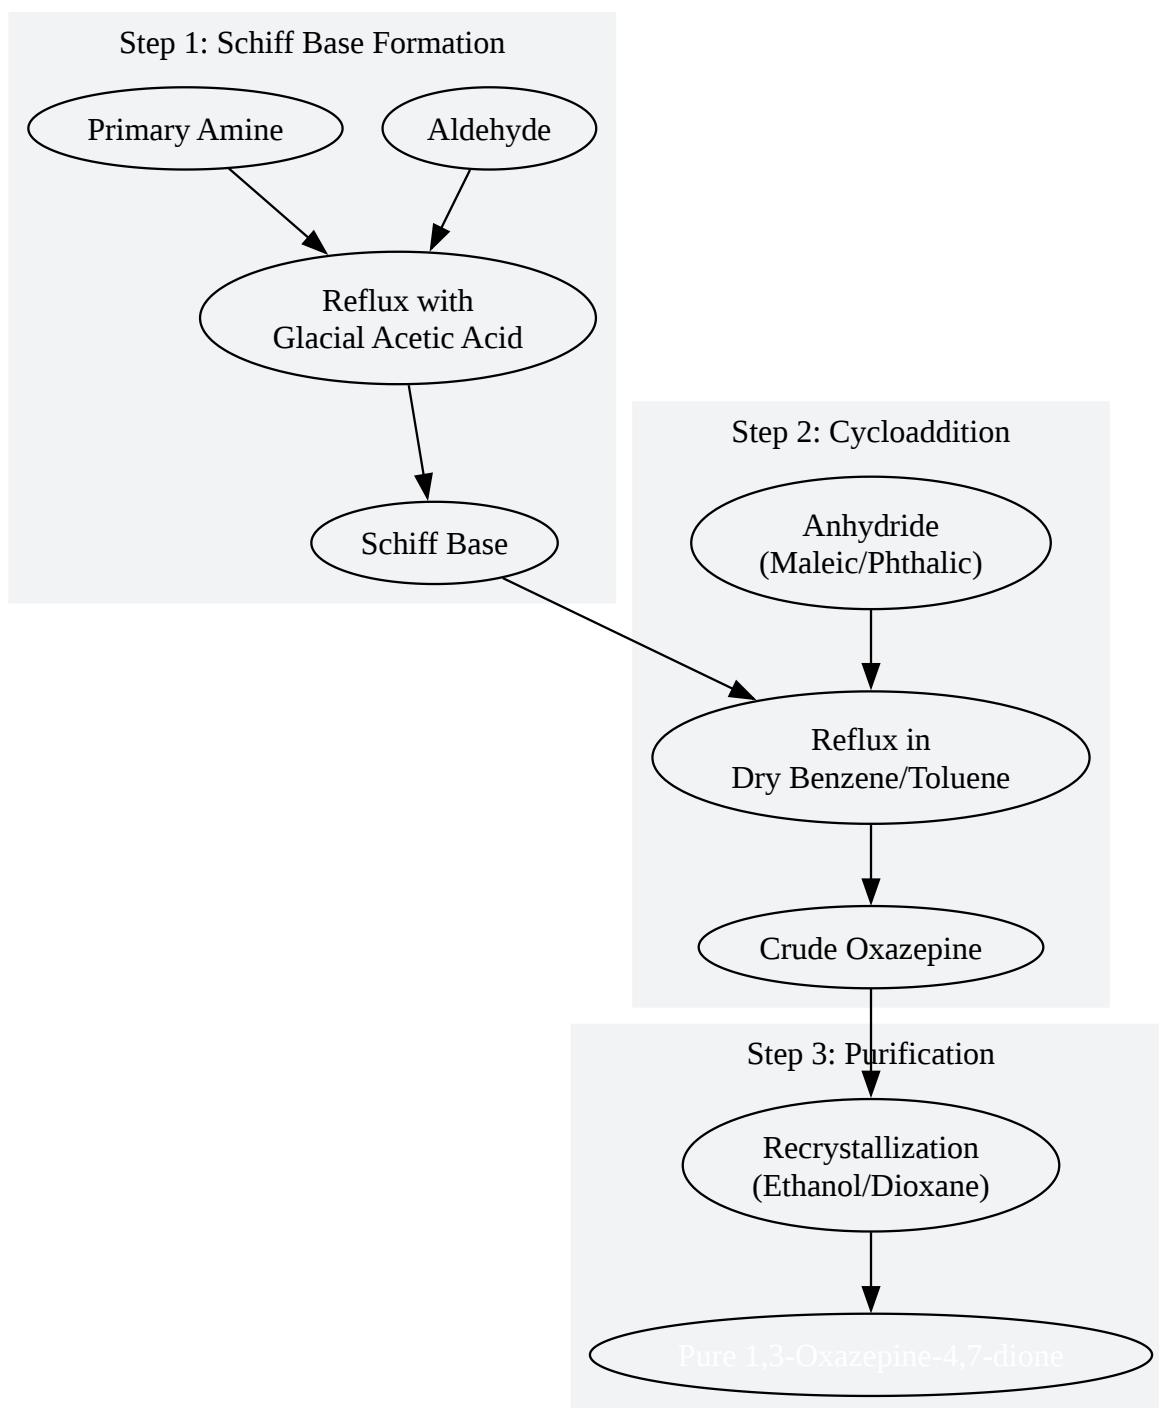 Step 1: Schiff Base Formation
Primary Amine
Aldehyde
Reflux with
Glacial Acetic Acid
Schiff Base
Step 2: Cycloaddition
Anhydride
(Maleic/Phthalic)
Reflux in
Dry Benzene/Toluene
Crude Oxazepine
Step 3: Purification
Recrystallization
(Ethanol/Dioxane)
Pure 1,3-Oxazepine-4,7-dione